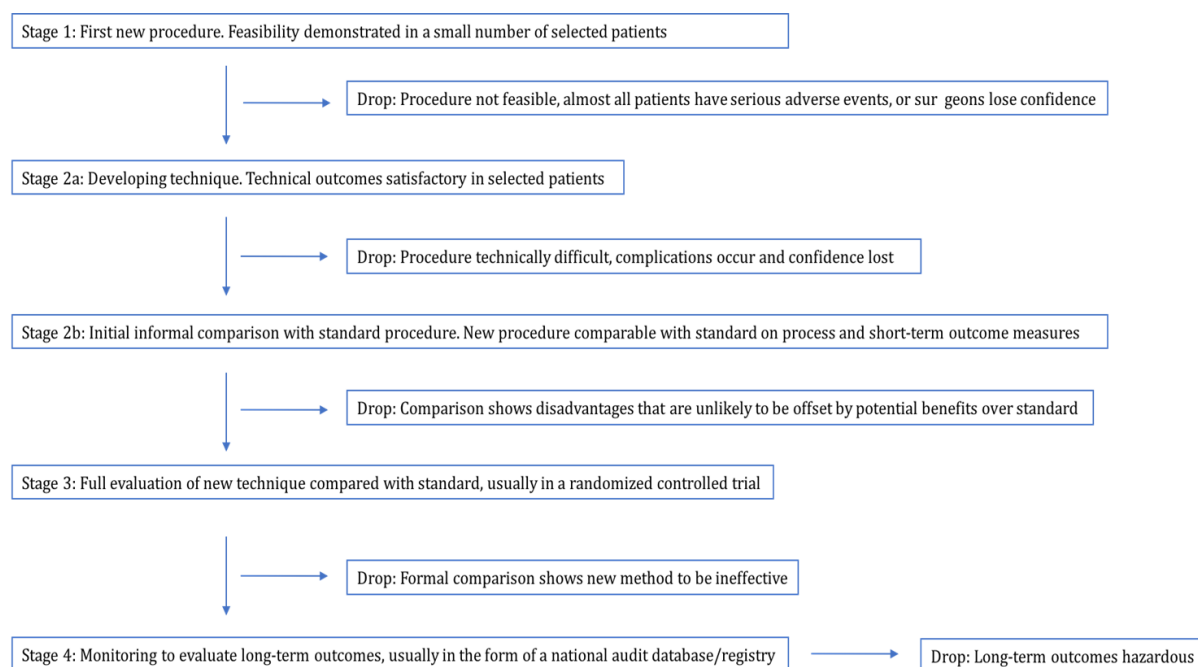 Stage 1: First new procedure. Feasibility demonstrated in a small number of selected patients
Drop: Procedure not feasible, almost all patients have serious adverse events, or sur geons lose confidence
Stage 2a: Developing technique. Technical outcomes satisfactory in selected patients
Drop: Procedure technically difficult, complications occur and confidence lost
Stage 2b: Initial informal comparison with standard procedure. New procedure comparable with standard on process and short-term outcome measures
Drop: Comparison shows disadvantages that are unlikely to be offset by potential benefits over standard
Stage 3: Full evaluation of new technique compared with standard, usually in a randomized controlled trial
Drop: Formal comparison shows new method to be ineffective
Stage 4: Monitoring to evaluate long-term outcomes, usually in the form of a national audit database/registry
Drop: Long-term outcomes hazardous